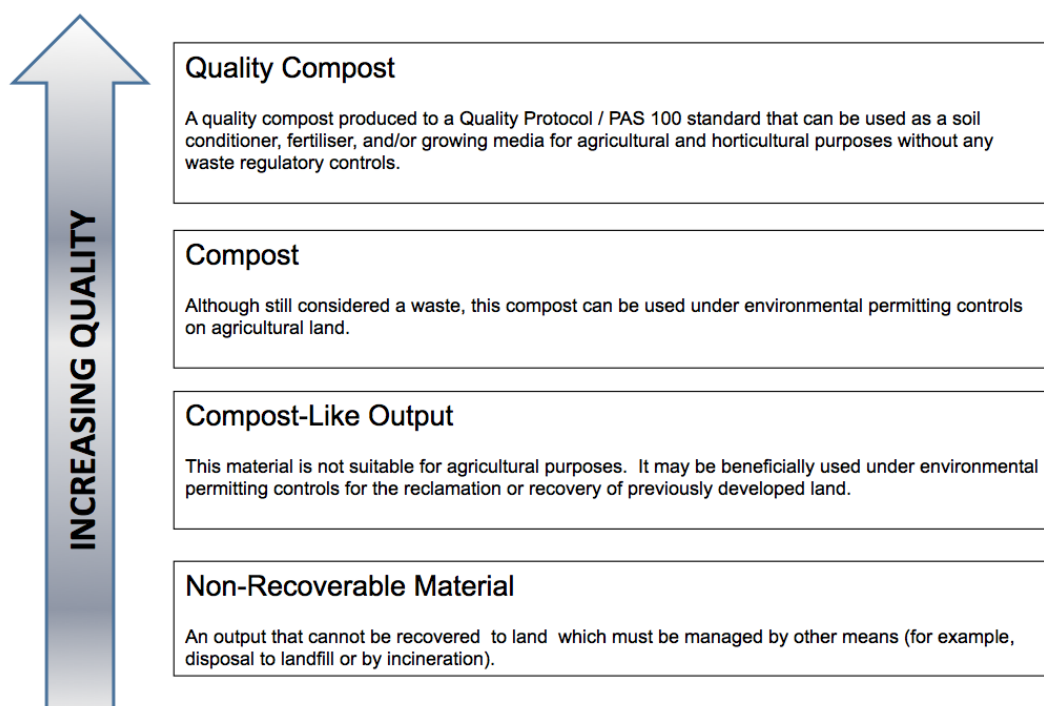 INCREASING QUALITY
Quality Compost
A quality compost produced to a Quality Protocol / PAS 100 standard that can be used as a soil
conditioner, fertiliser, and/or growing media for agricultural and horticultural purposes without any
waste regulatory controls.
Compost
Although still considered a waste, this compost can be used under environmental permitting controls
on agricultural land.
Compost-Like Output
This material is not suitable for agricultural purposes.  It may be beneficially used under environmental
permitting controls for the reclamation or recovery of previously developed land.
Non-Recoverable Material
An output that cannot be recovered  to land  which must be managed by other means (for example,
disposal to landfill or by incineration).